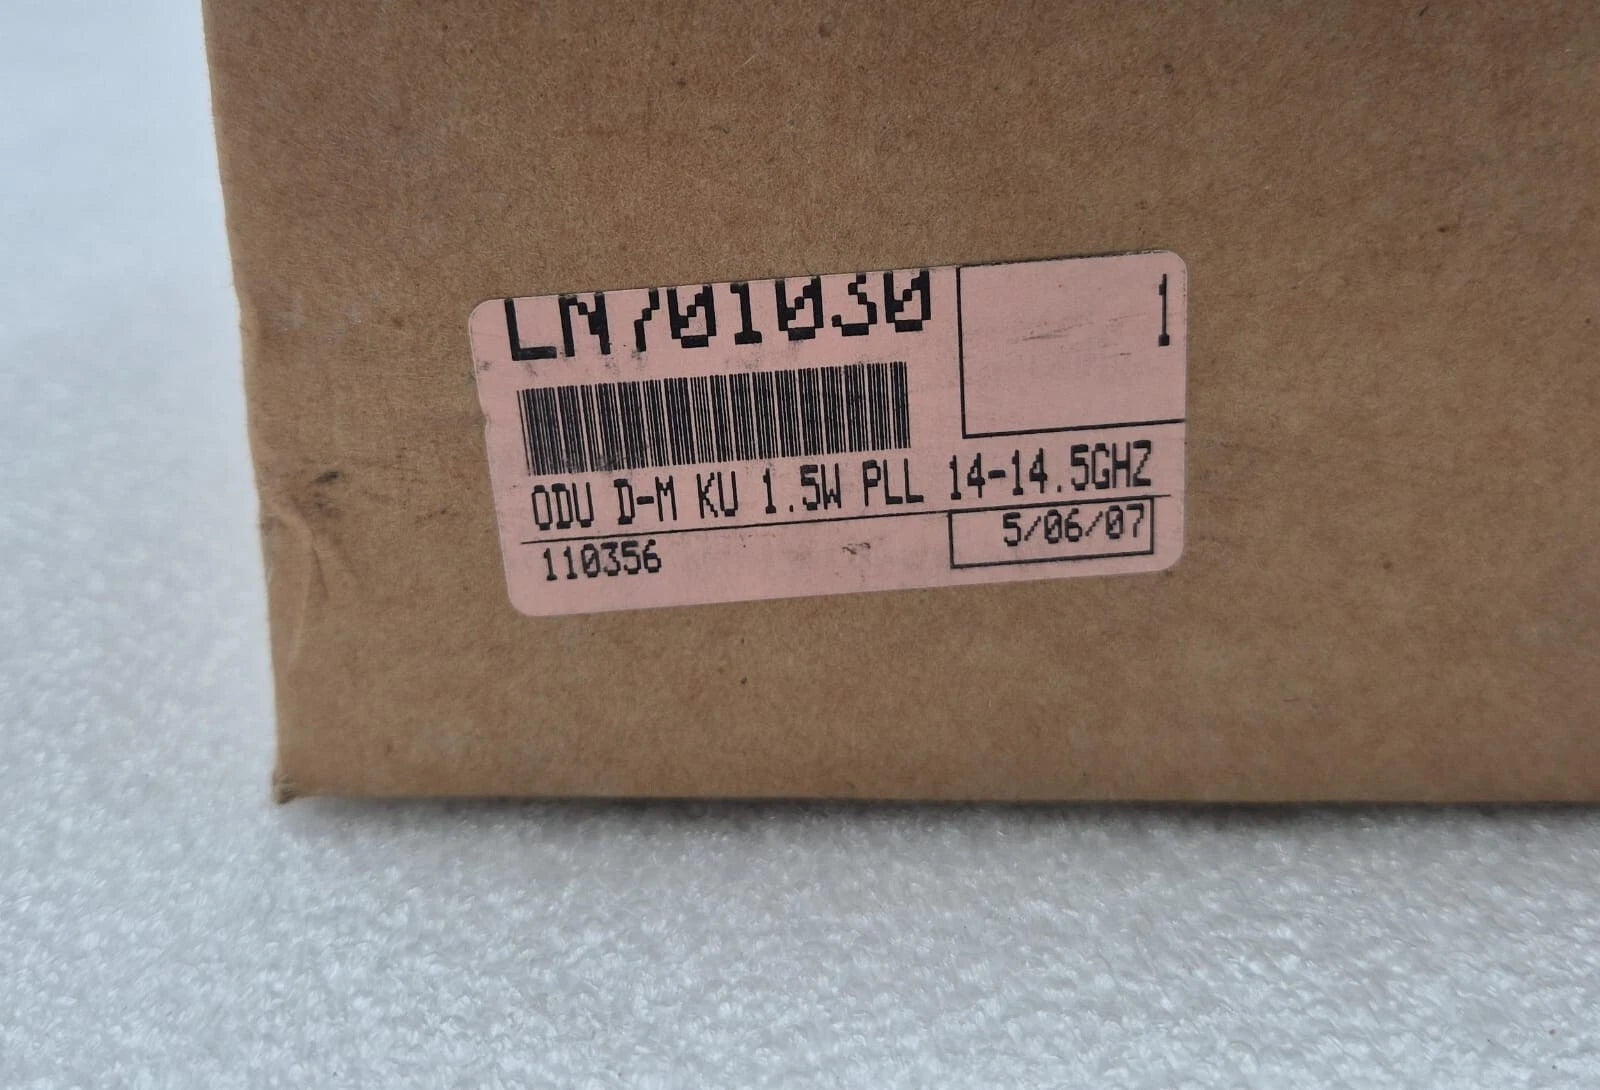 LN701030
1
ODU D-M KU 1.5W PLL 14-14.5GHZ
110356
5/06/07